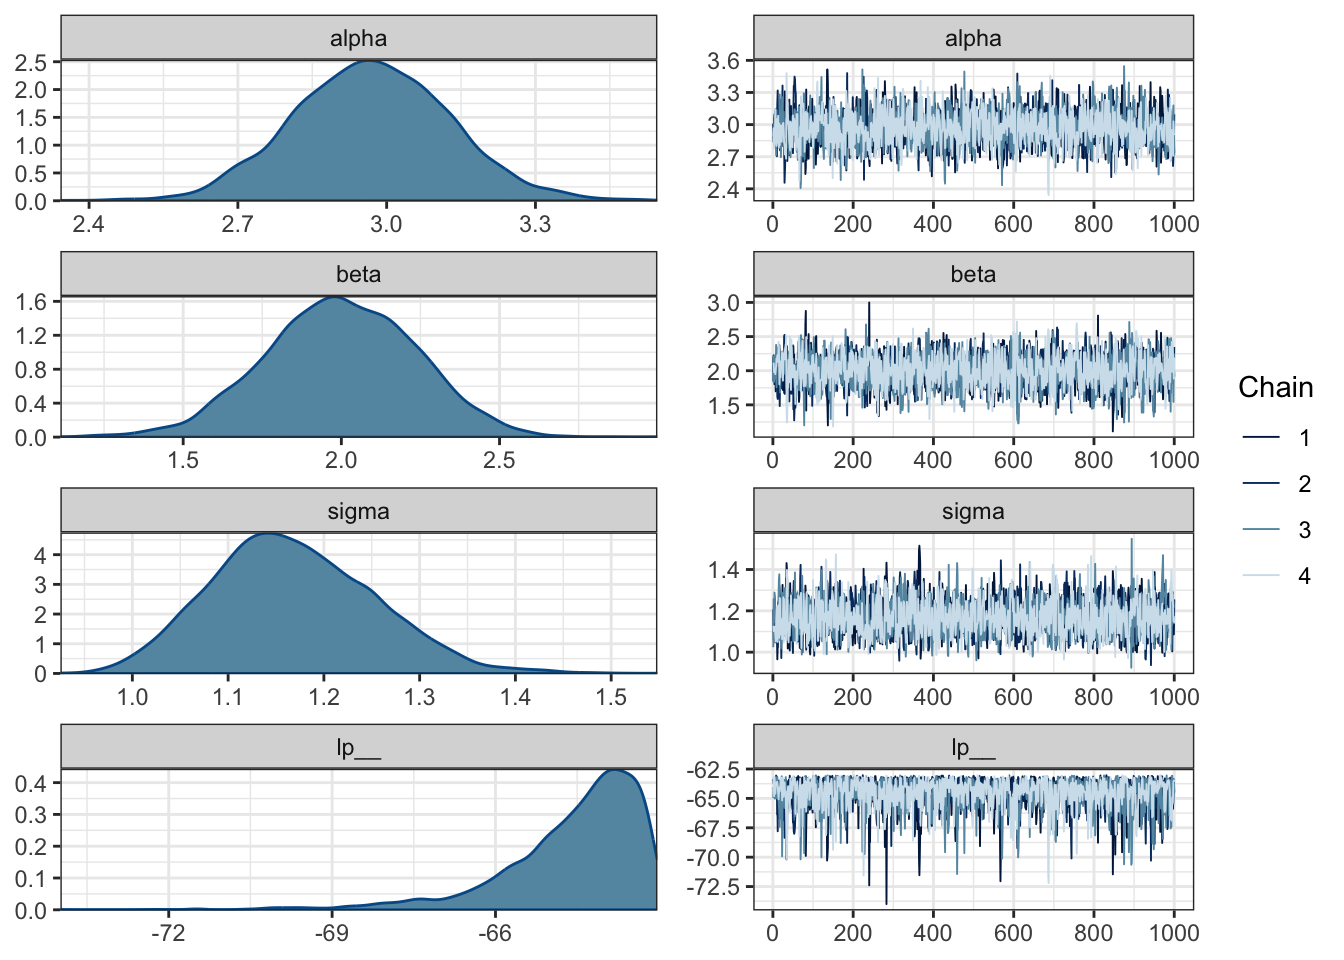 alpha
2.5
2.0
1.5
1.0
0.5
0.0
2.4 2.7 3.0 3.3
alpha
3.6
3.3
3.0
2.7
2.4
0 200 400 600 800 1000
beta
1.6
1.2
0.8
0.4
0.0
1.5 2.0 2.5
beta
3.0
2.5
2.0
1.5
0 200 400 600 800 1000
sigma
4
3
2
1
0
1.0 1.1 1.2 1.3 1.4 1.5
sigma
1.4
1.2
1.0
0 200 400 600 800 1000
lp__
0.4
0.3
0.2
0.1
0.0
-72 -69 -66
lp__
-62.5
-65.0
-67.5
-70.0
-72.5
0 200 400 600 800 1000
Chain
1
2
3
4